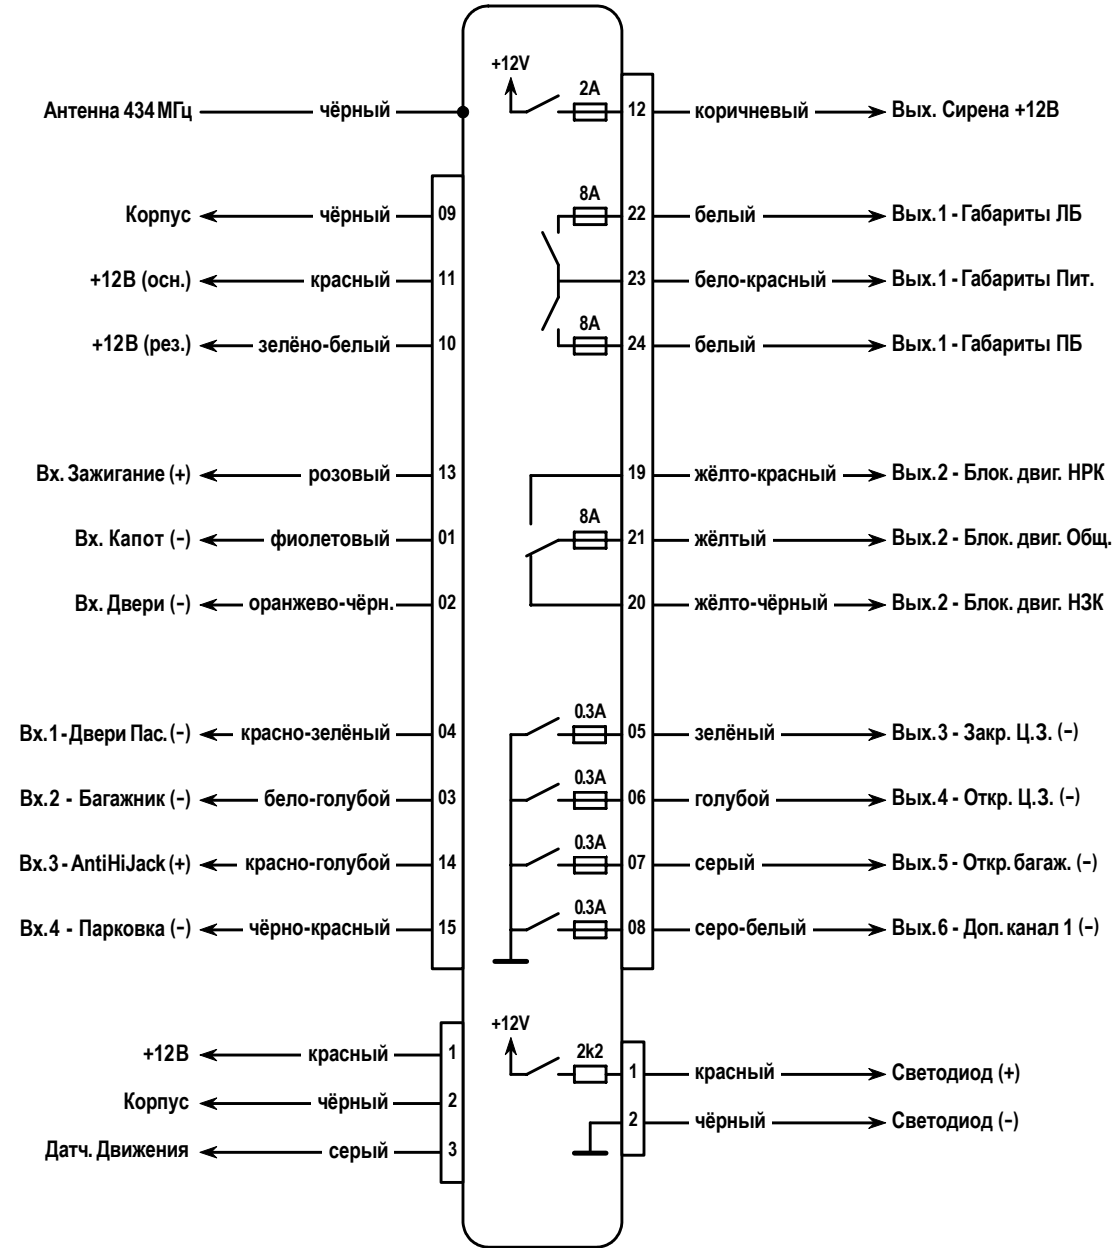 +12V
Антенна 434 МГц чёрный 2A 12 коричневый Вых. Сирена +12В
Корпус чёрный 09 8A 22 белый Вых.1 - Габариты ЛБ
+12В (осн.) красный 11 23 бело-красный Вых.1 - Габариты Пит.
+12В (рез.) зелёно-белый 10 8A 24 белый Вых.1 - Габариты ПБ
Вх. Зажигание (+) розовый 13 19 жёлто-красный Вых.2 - Блок. двиг. НРК
Вх. Капот (-) фиолетовый 01 8A 21 жёлтый Вых.2 - Блок. двиг. Общ.
Вх. Двери (-) оранжево-чёрн. 02 20 жёлто-чёрный Вых.2 - Блок. двиг. НЗК
Вх.1 - Двери Пас. (-) красно-зелёный 04 0.3A 05 зелёный Вых.3 - Закр. Ц.З. (-)
Вх.2 - Багажник (-) бело-голубой 03 0.3A 06 голубой Вых.4 - Откр. Ц.З. (-)
Вх.3 - AntiHiJack (+) красно-голубой 14 0.3A 07 серый Вых.5 - Откр. багаж. (-)
Вх.4 - Парковка (-) чёрно-красный 15 0.3A 08 серо-белый Вых.6 - Доп. канал 1 (-)
+12V
+12В красный 1 2k2 1 красный Светодиод (+)
Корпус чёрный 2 2 чёрный Светодиод (-)
Датч. Движения серый 3